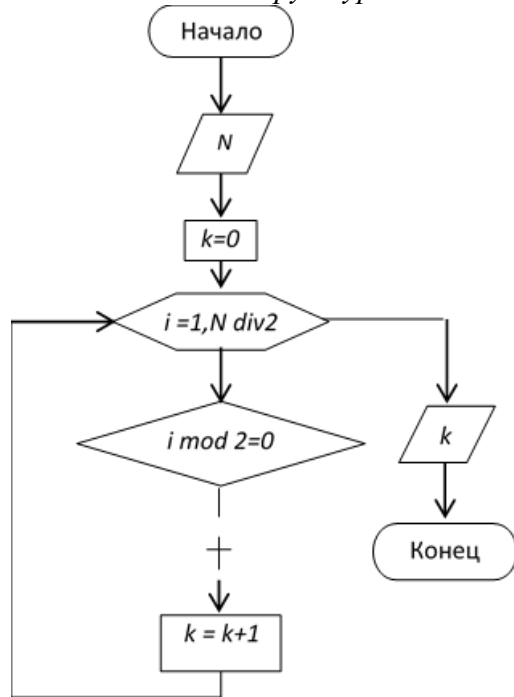 Начало
N
k=0
i =1,N div2
i mod 2=0
k
+
Конец
k = k+1